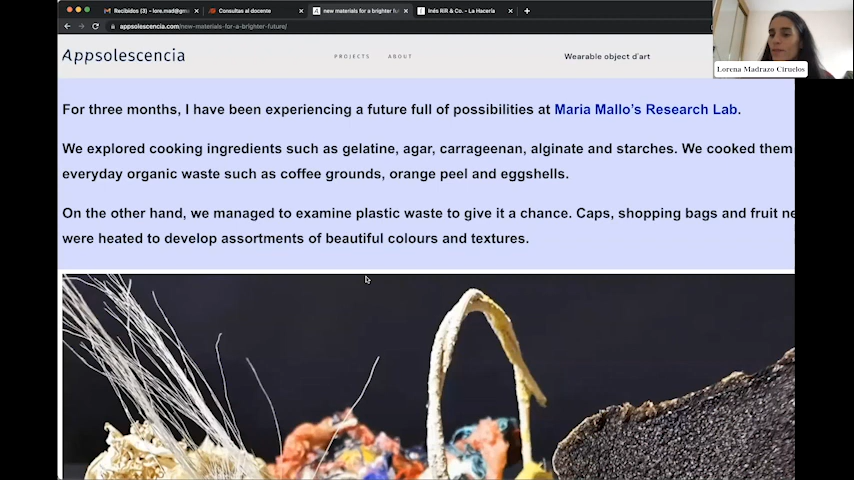 Recibidos (3) - lore.mad@gm
Consultas al docente
new materials for a brighter fu
Inés RIR & Co. - La Hacería
appsolescencia.com/new-materials-for-a-brighter-future/
Appsolescencia
PROJECTS
ABOUT
Wearable object d'art
Lorena Madrazo Ciruelos
For three months, I have been experiencing a future full of possibilities at Maria Mallo's Research Lab.
We explored cooking ingredients such as gelatine, agar, carrageenan, alginate and starches. We cooked them
everyday organic waste such as coffee grounds, orange peel and eggshells.
On the other hand, we managed to examine plastic waste to give it a chance. Caps, shopping bags and fruit ne
were heated to develop assortments of beautiful colours and textures.